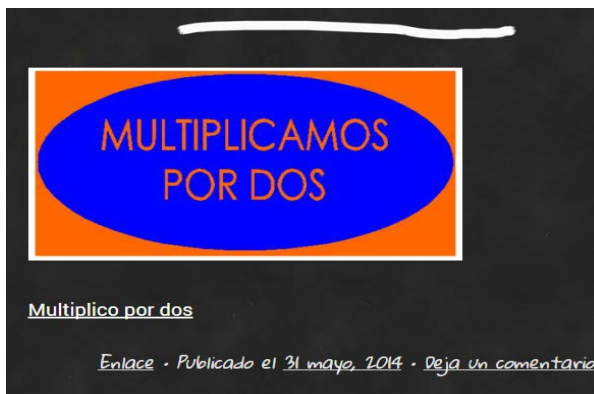 MULTIPLICAMOS
POR DOS
Multiplico por dos
Enlace · Publicado el 31 mayo, 2014 · Deja un comentario